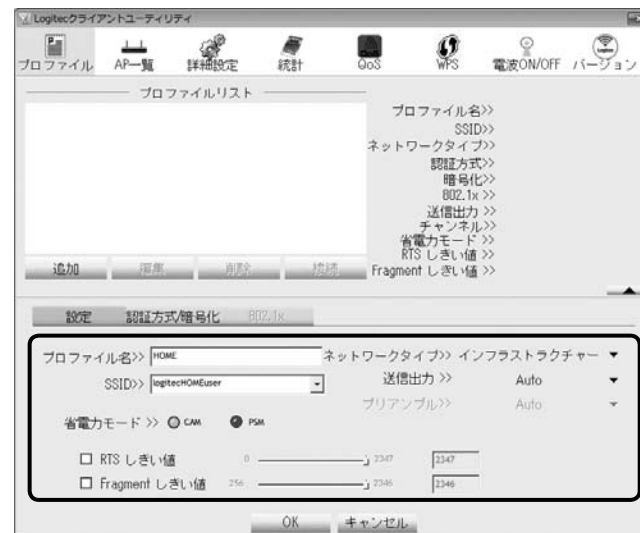 Logitecクライアントユーティリティ
プロファイル AP一覧 詳細設定 統計 QoS WPS 電波ON/OFF バージョン
プロファイルリスト
プロファイル名>>
SSID>>
ネットワークタイプ>>
認証方式>>
暗号化>>
802.1x >>
送信出力 >>
チャンネル>>
省電力モード >>
RTS しきい値 >>
Fragment しきい値 >>
追加 編集 削除 接続
設定 認証方式/暗号化 802.1x
プロファイル名>> HOME ネットワークタイプ>> インフラストラクチャー
SSID>> logitecHOMEuser 送信出力 >> Auto
プリアンブル>> Auto
省電力モード >> CAM PSM
RTS しきい値 0 2347 2347
Fragment しきい値 256 2346 2346
OK キャンセル